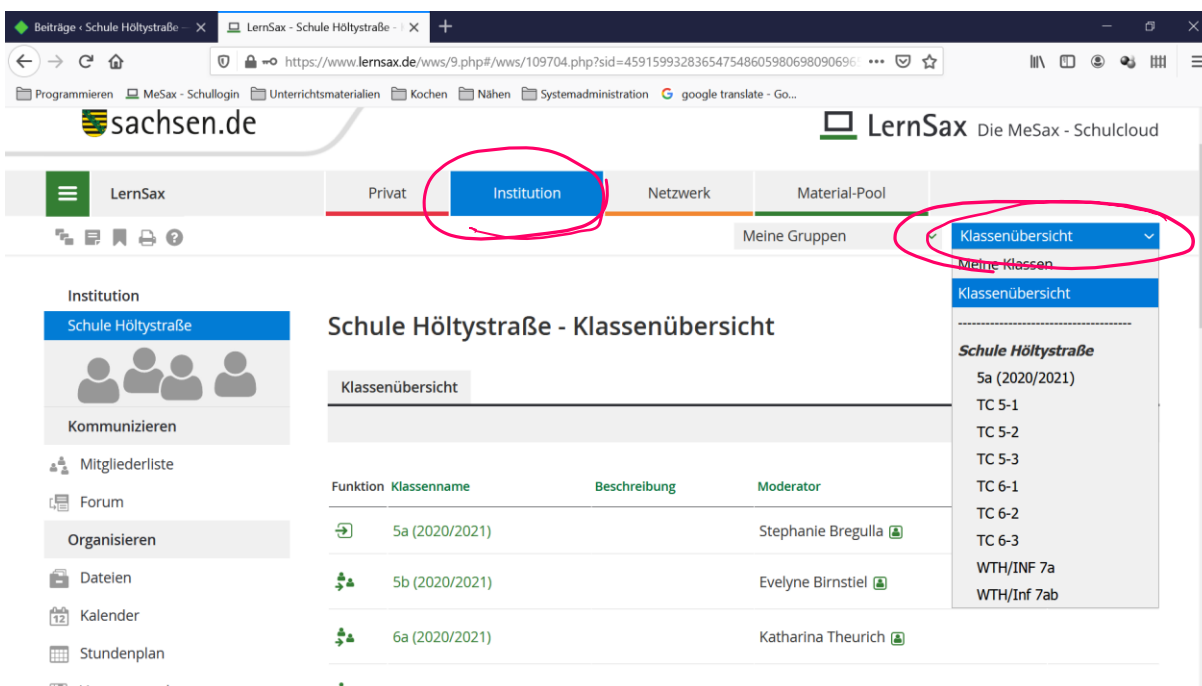 Beiträge ‹ Schule Höltystraße —
LernSax - Schule Höltystraße -
https://www.lernsax.de/wws/9.php#/wws/109704.php?sid=4591599328365475486059806980906965
Programmieren MeSax - Schullogin Unterrichtsmaterialien Kochen Nähen Systemadministration google translate - Go...
sachsen.de
LernSax Die MeSax - Schulcloud
LernSax Privat Institution Netzwerk Material-Pool
Meine Gruppen Klassenübersicht
Meine Klassen
Klassenübersicht
--------------------------------------
Schule Höltystraße
5a (2020/2021)
TC 5-1
TC 5-2
TC 5-3
TC 6-1
TC 6-2
TC 6-3
WTH/INF 7a
WTH/Inf 7ab
Institution
Schule Höltystraße
Kommunizieren
Mitgliederliste
Forum
Organisieren
Dateien
12
Kalender
Stundenplan
Schule Höltystraße - Klassenübersicht
Klassenübersicht
Funktion Klassenname Beschreibung Moderator
5a (2020/2021) Stephanie Bregulla
5b (2020/2021) Evelyne Birnstiel
6a (2020/2021) Katharina Theurich